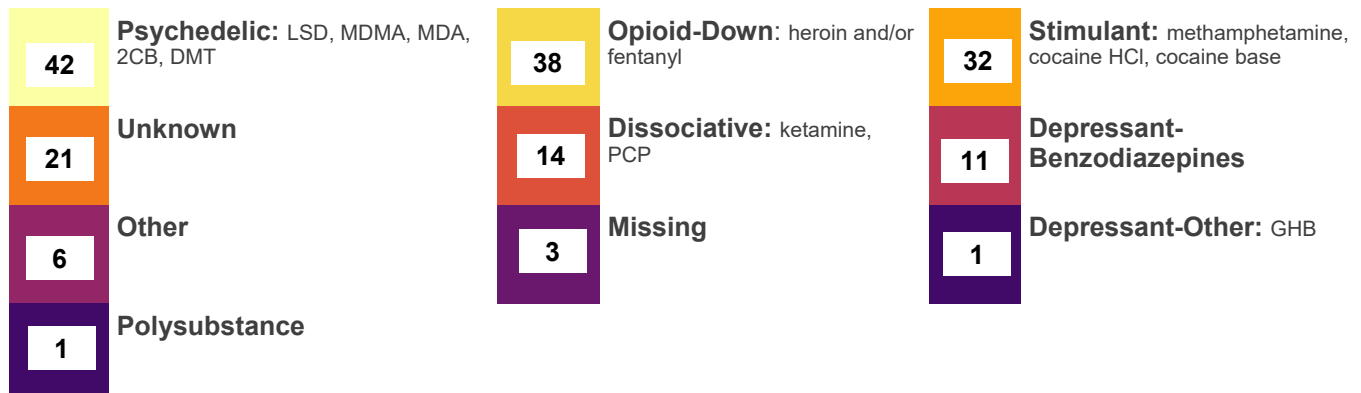 42
Psychedelic: LSD, MDMA, MDA,
2CB, DMT
38
Opioid-Down: heroin and/or
fentanyl
32
Stimulant: methamphetamine,
cocaine HCl, cocaine base
21
Unknown
14
Dissociative: ketamine,
PCP
11
Depressant-
Benzodiazepines
6
Other
3
Missing
1
Depressant-Other: GHB
1
Polysubstance